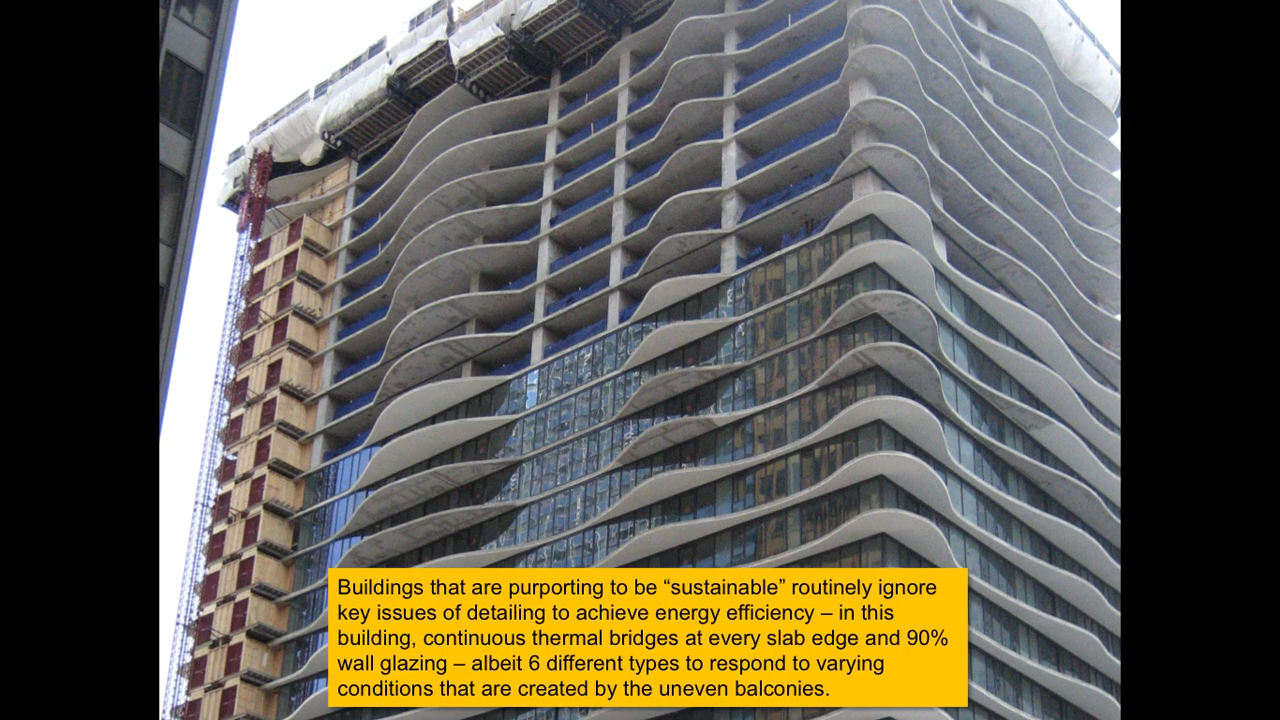 Buildings that are purporting to be “sustainable” routinely ignore
key issues of detailing to achieve energy efficiency – in this
building, continuous thermal bridges at every slab edge and 90%
wall glazing – albeit 6 different types to respond to varying
conditions that are created by the uneven balconies.